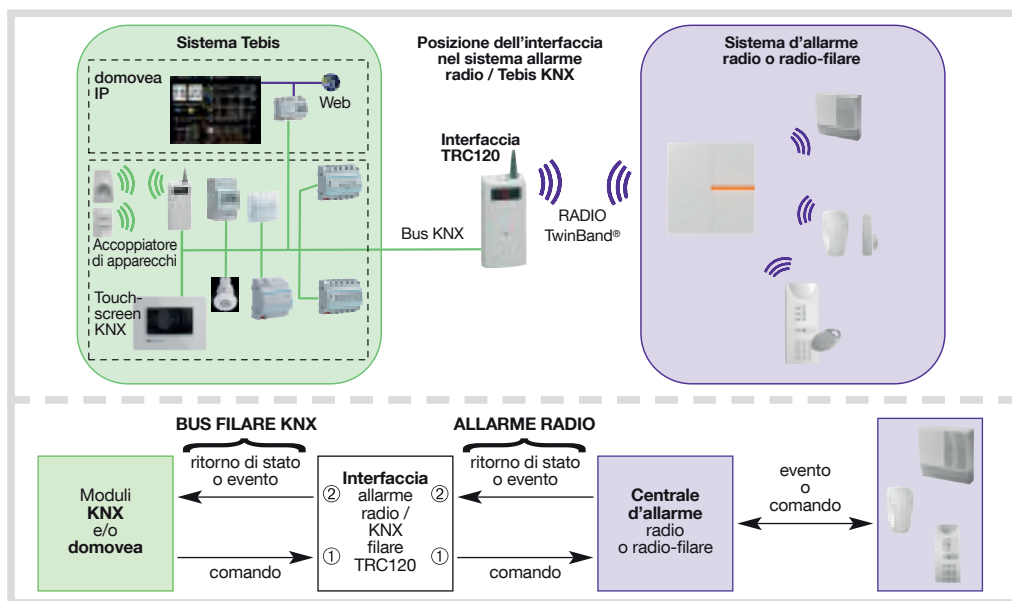 Sistema Tebis
domovea
IP
Web
Accoppiatore
di apparecchi
Touch-
screen
KNX
Posizione dell'interfaccia
nel sistema allarme
radio / Tebis KNX
Interfaccia
TRC120
Bus KNX
RADIO
TwinBand®
Sistema d'allarme
radio o radio-filare
BUS FILARE KNX
ritorno di stato
o evento
ALLARME RADIO
ritorno di stato
o evento
Moduli
KNX
e/o
domovea
comando
Interfaccia
② allarme ②
radio /
KNX
filare
① TRC120 ①
comando
Centrale
d'allarme
radio
o radio-filare
evento
o
comando